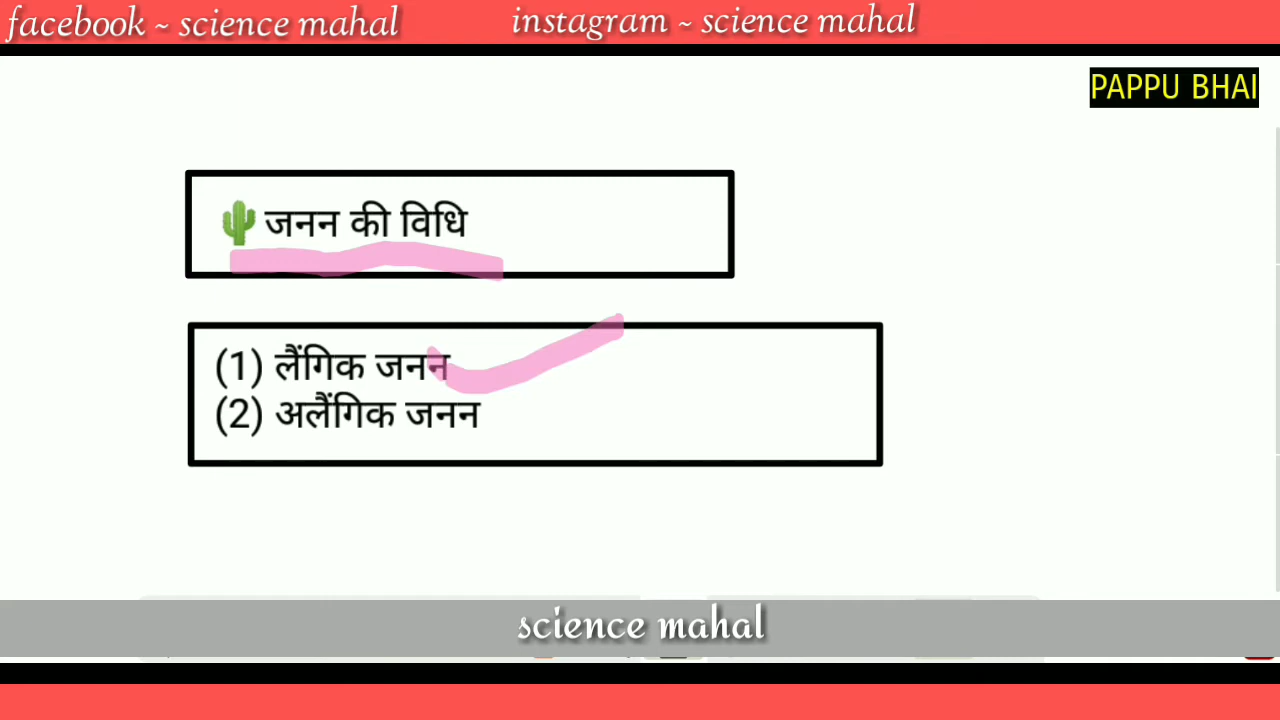 facebook ~ science mahal
instagram ~ science mahal
PAPPU BHAI
जनन की विधि
(1) लैंगिक जनन
(2) अलैंगिक जनन
science mahal